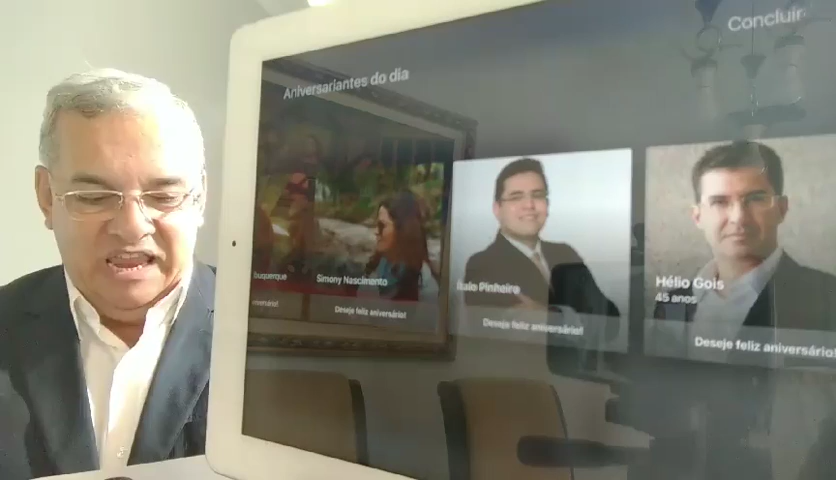 Concluir
Aniversariantes do dia
buquerque
Simony Nascimento
Deseje feliz aniversário!
Ítalo Pinheiro
Deseje feliz aniversário!
Hélio Gois
45 anos
Deseje feliz aniversário!